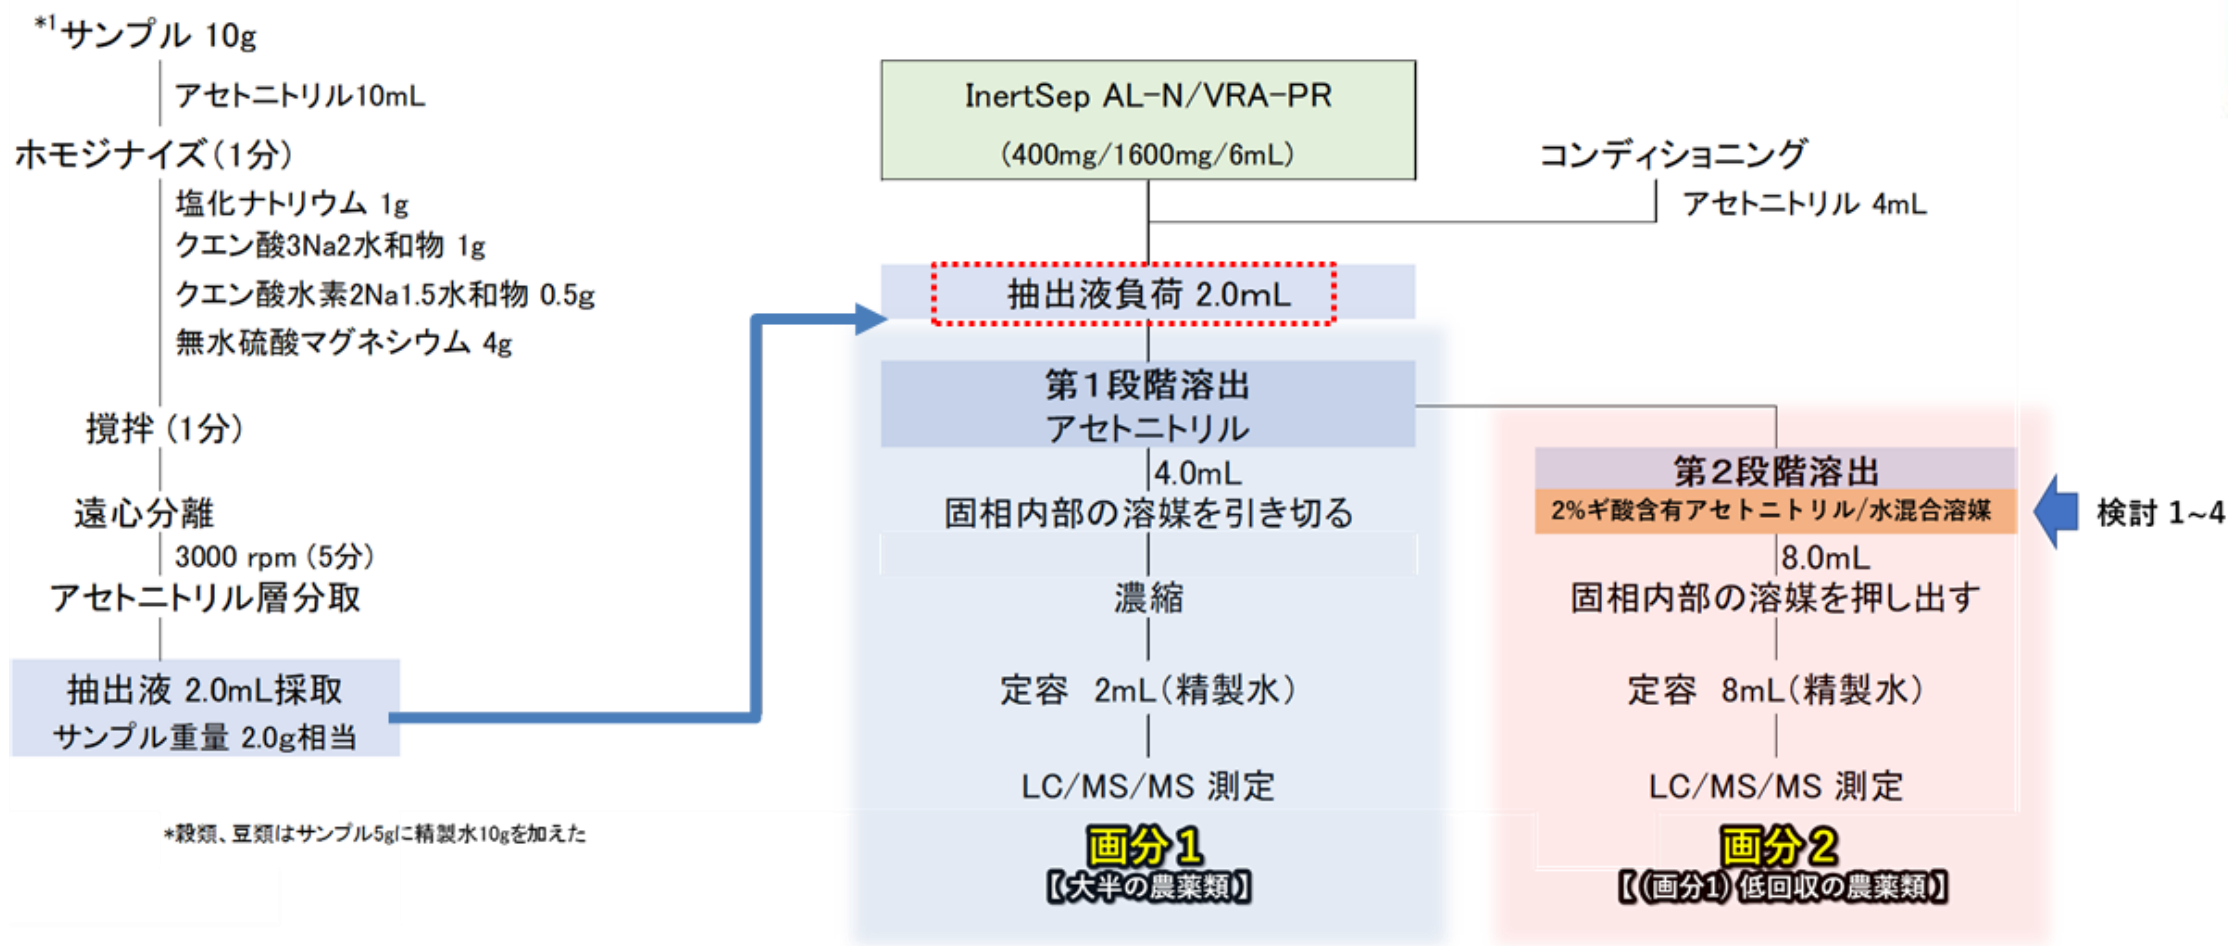 *1サンプル 10g
アセトニトリル10mL
ホモジナイズ(1分)
塩化ナトリウム 1g
クエン酸3Na2水和物 1g
クエン酸水素2Na1.5水和物 0.5g
無水硫酸マグネシウム 4g
撹拌 (1分)
遠心分離
3000 rpm (5分)
アセトニトリル層分取
抽出液 2.0mL採取
サンプル重量 2.0g相当
*穀類、豆類はサンプル5gに精製水10gを加えた
InertSep AL-N/VRA-PR
(400mg/1600mg/6mL)
コンディショニング
アセトニトリル 4mL
抽出液負荷 2.0mL
第1段階溶出
アセトニトリル
4.0mL
固相内部の溶媒を引き切る
濃縮
定容 2mL(精製水)
LC/MS/MS 測定
画分1
【大半の農薬類】
第2段階溶出
2%ギ酸含有アセトニトリル/水混合溶媒
8.0mL
固相内部の溶媒を押し出す
定容 8mL(精製水)
LC/MS/MS 測定
画分2
【(画分1) 低回収の農薬類】
検討 1~4